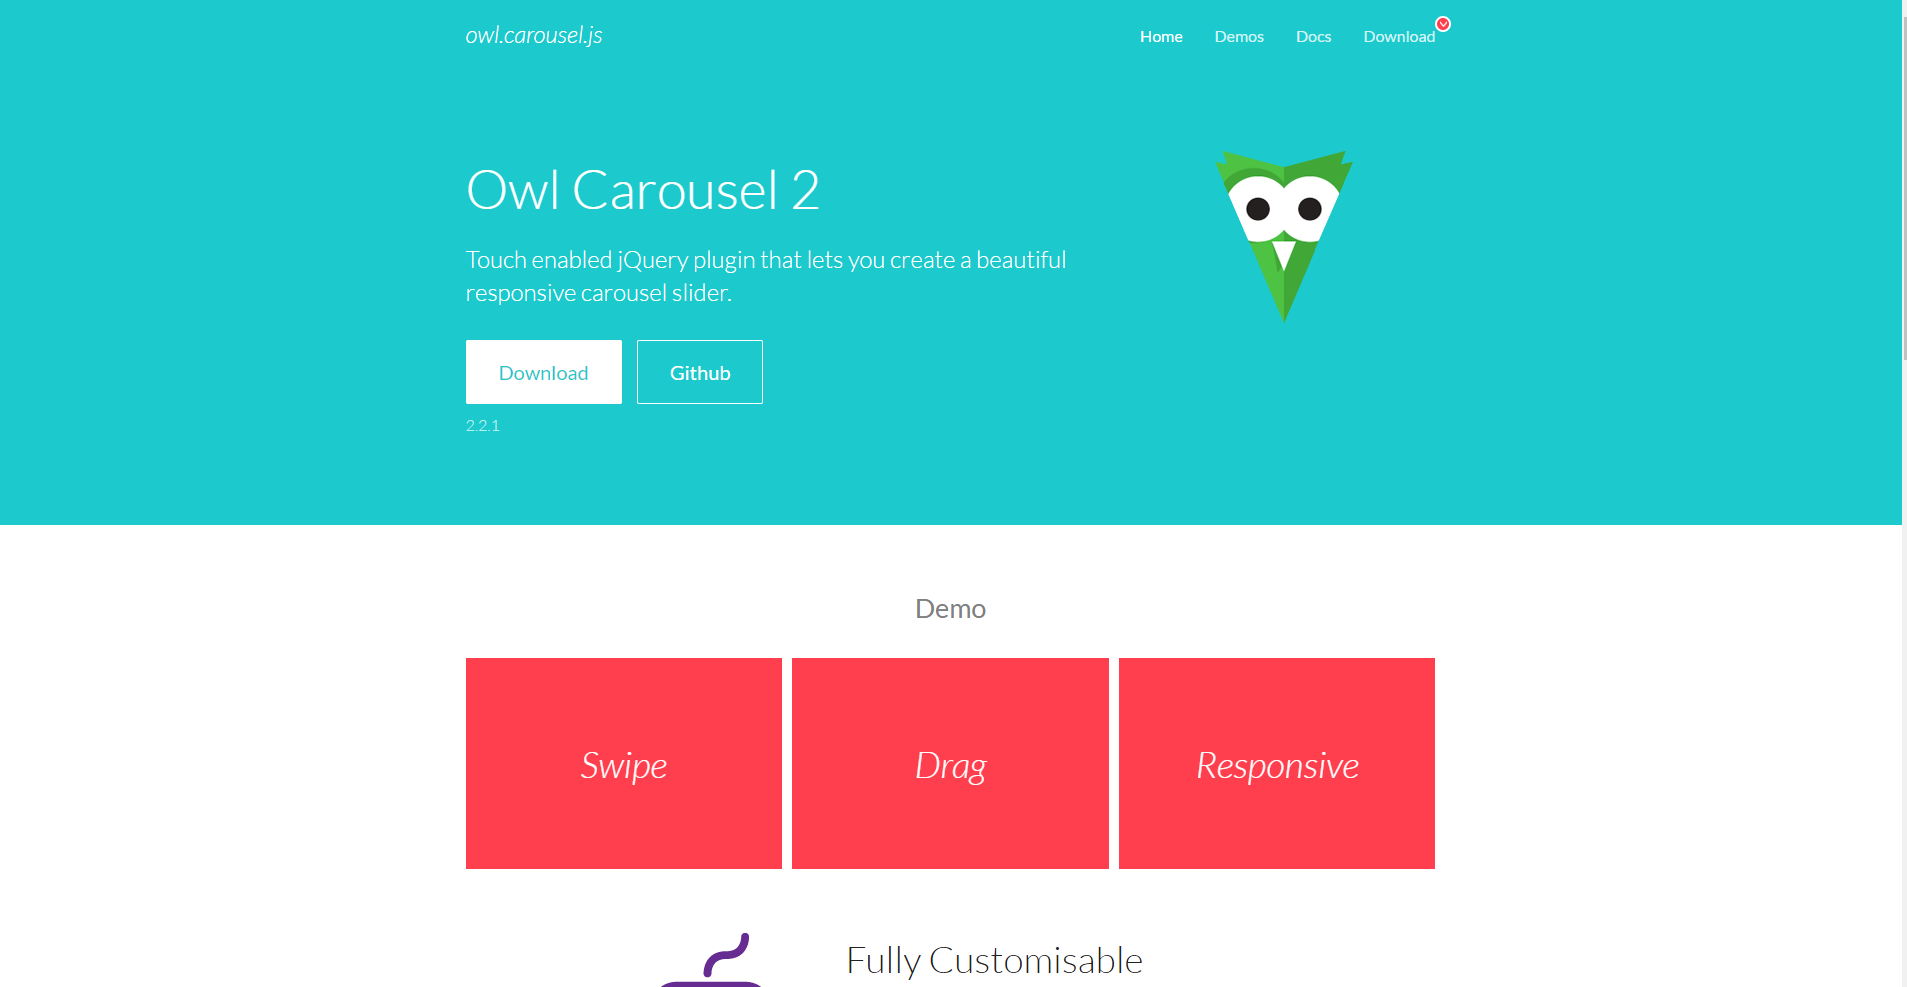 owl.carousel.js
Home Demos Docs Download
Owl Carousel 2
Touch enabled jQuery plugin that lets you create a beautiful
responsive carousel slider.
Download Github
2.2.1
Demo
Swipe Drag Responsive
Fully Customisable